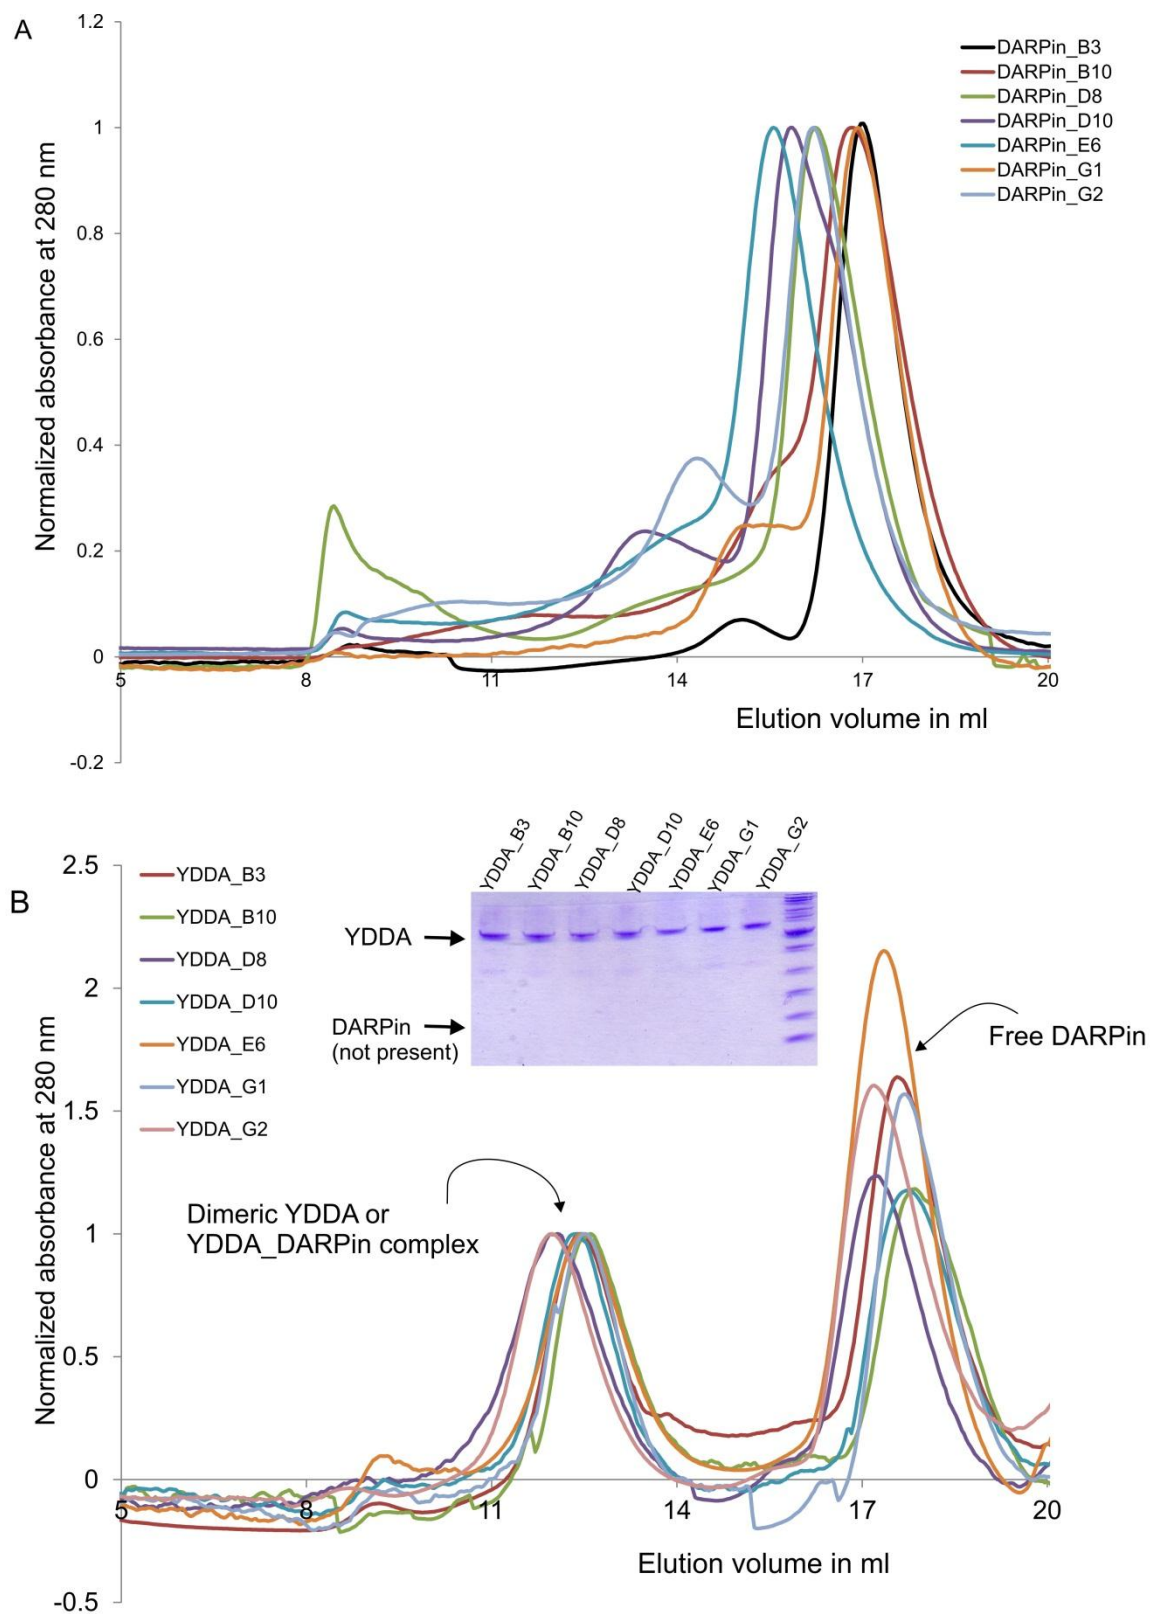 A
1.2
1
0.8
0.6
0.4
0.2
0
-0.2
Normalized absorbance at 280 nm
5
8
11
14
17
20
Elution volume in ml
DARPin_B3
DARPin_B10
DARPin_D8
DARPin_D10
DARPin_E6
DARPin_G1
DARPin_G2
B
2.5
2
1.5
1
0.5
0
-0.5
Normalized absorbance at 280 nm
YDDA_B3
YDDA_B10
YDDA_D8
YDDA_D10
YDDA_E6
YDDA_G1
YDDA_G2
YDDA_B3
YDDA_B10
YDDA_D8
YDDA_D10
YDDA_E6
YDDA_G1
YDDA_G2
YDDA
DARPin
(not present)
Free DARPin
Dimeric YDDA or
YDDA_DARPin complex
5
8
11
14
17
20
Elution volume in ml